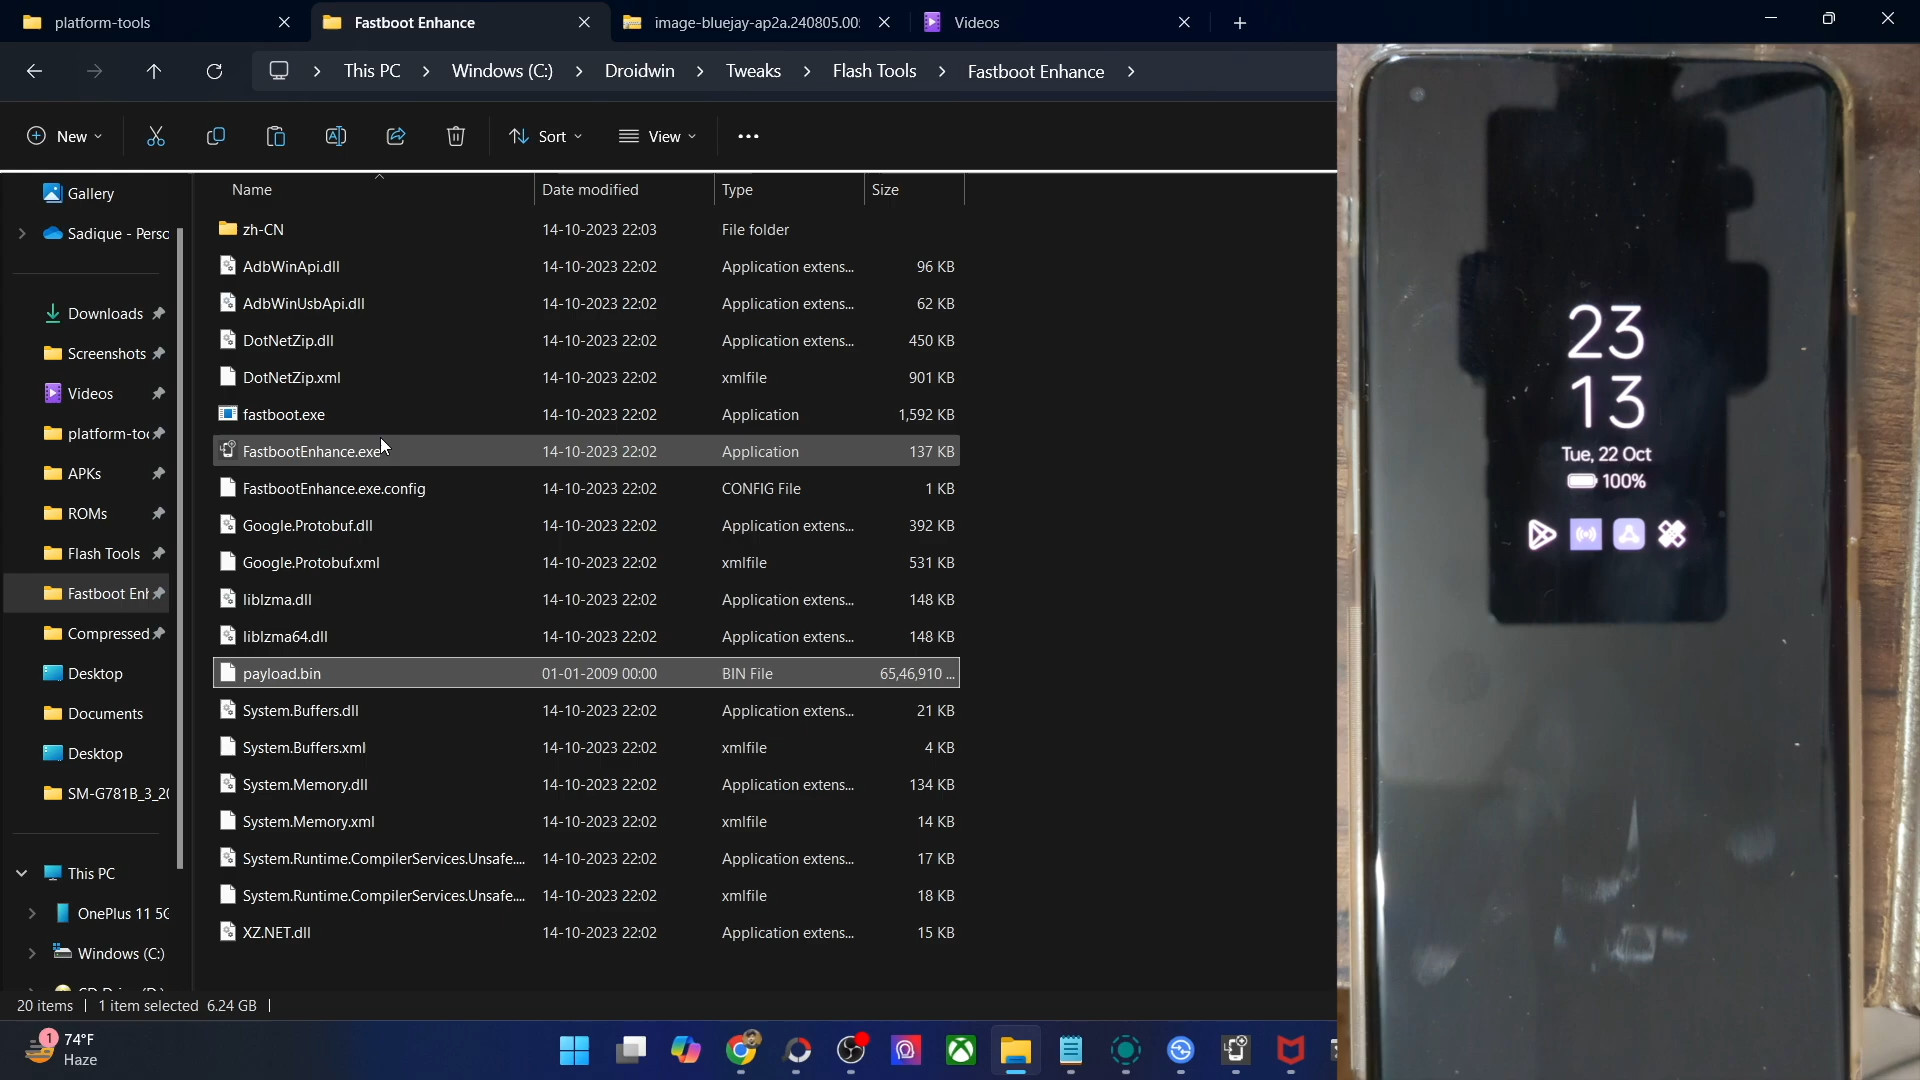 platform-tools
Fastboot Enhance
image-bluejay-ap2a.240805.00
Videos
This PC > Windows (C:) > Droidwin > Tweaks > Flash Tools > Fastboot Enhance >
New
Sort
View
Name Date modified Type Size
zh-CN 14-10-2023 22:03 File folder
AdbWinApi.dll 14-10-2023 22:02 Application extens... 96 KB
AdbWinUsbApi.dll 14-10-2023 22:02 Application extens... 62 KB
DotNetZip.dll 14-10-2023 22:02 Application extens... 450 KB
DotNetZip.xml 14-10-2023 22:02 xmlfile 901 KB
fastboot.exe 14-10-2023 22:02 Application 1,592 KB
FastbootEnhance.exe 14-10-2023 22:02 Application 137 KB
FastbootEnhance.exe.config 14-10-2023 22:02 CONFIG File 1 KB
Google.Protobuf.dll 14-10-2023 22:02 Application extens... 392 KB
Google.Protobuf.xml 14-10-2023 22:02 xmlfile 531 KB
liblzma.dll 14-10-2023 22:02 Application extens... 148 KB
liblzma64.dll 14-10-2023 22:02 Application extens... 148 KB
payload.bin 01-01-2009 00:00 BIN File 65,46,910 ...
System.Buffers.dll 14-10-2023 22:02 Application extens... 21 KB
System.Buffers.xml 14-10-2023 22:02 xmlfile 4 KB
System.Memory.dll 14-10-2023 22:02 Application extens... 134 KB
System.Memory.xml 14-10-2023 22:02 xmlfile 14 KB
System.Runtime.CompilerServices.Unsafe.... 14-10-2023 22:02 Application extens... 17 KB
System.Runtime.CompilerServices.Unsafe.... 14-10-2023 22:02 xmlfile 18 KB
XZ.NET.dll 14-10-2023 22:02 Application extens... 15 KB
Gallery
Sadique - Perso
Downloads
Screenshots
Videos
platform-too
APKs
ROMs
Flash Tools
Fastboot Enh
Compressed
Desktop
Documents
Desktop
SM-G781B_3_20
This PC
OnePlus 11 5G
Windows (C:)
20 items | 1 item selected 6.24 GB |
1
74°F
Haze
23
13
Tue, 22 Oct
100%